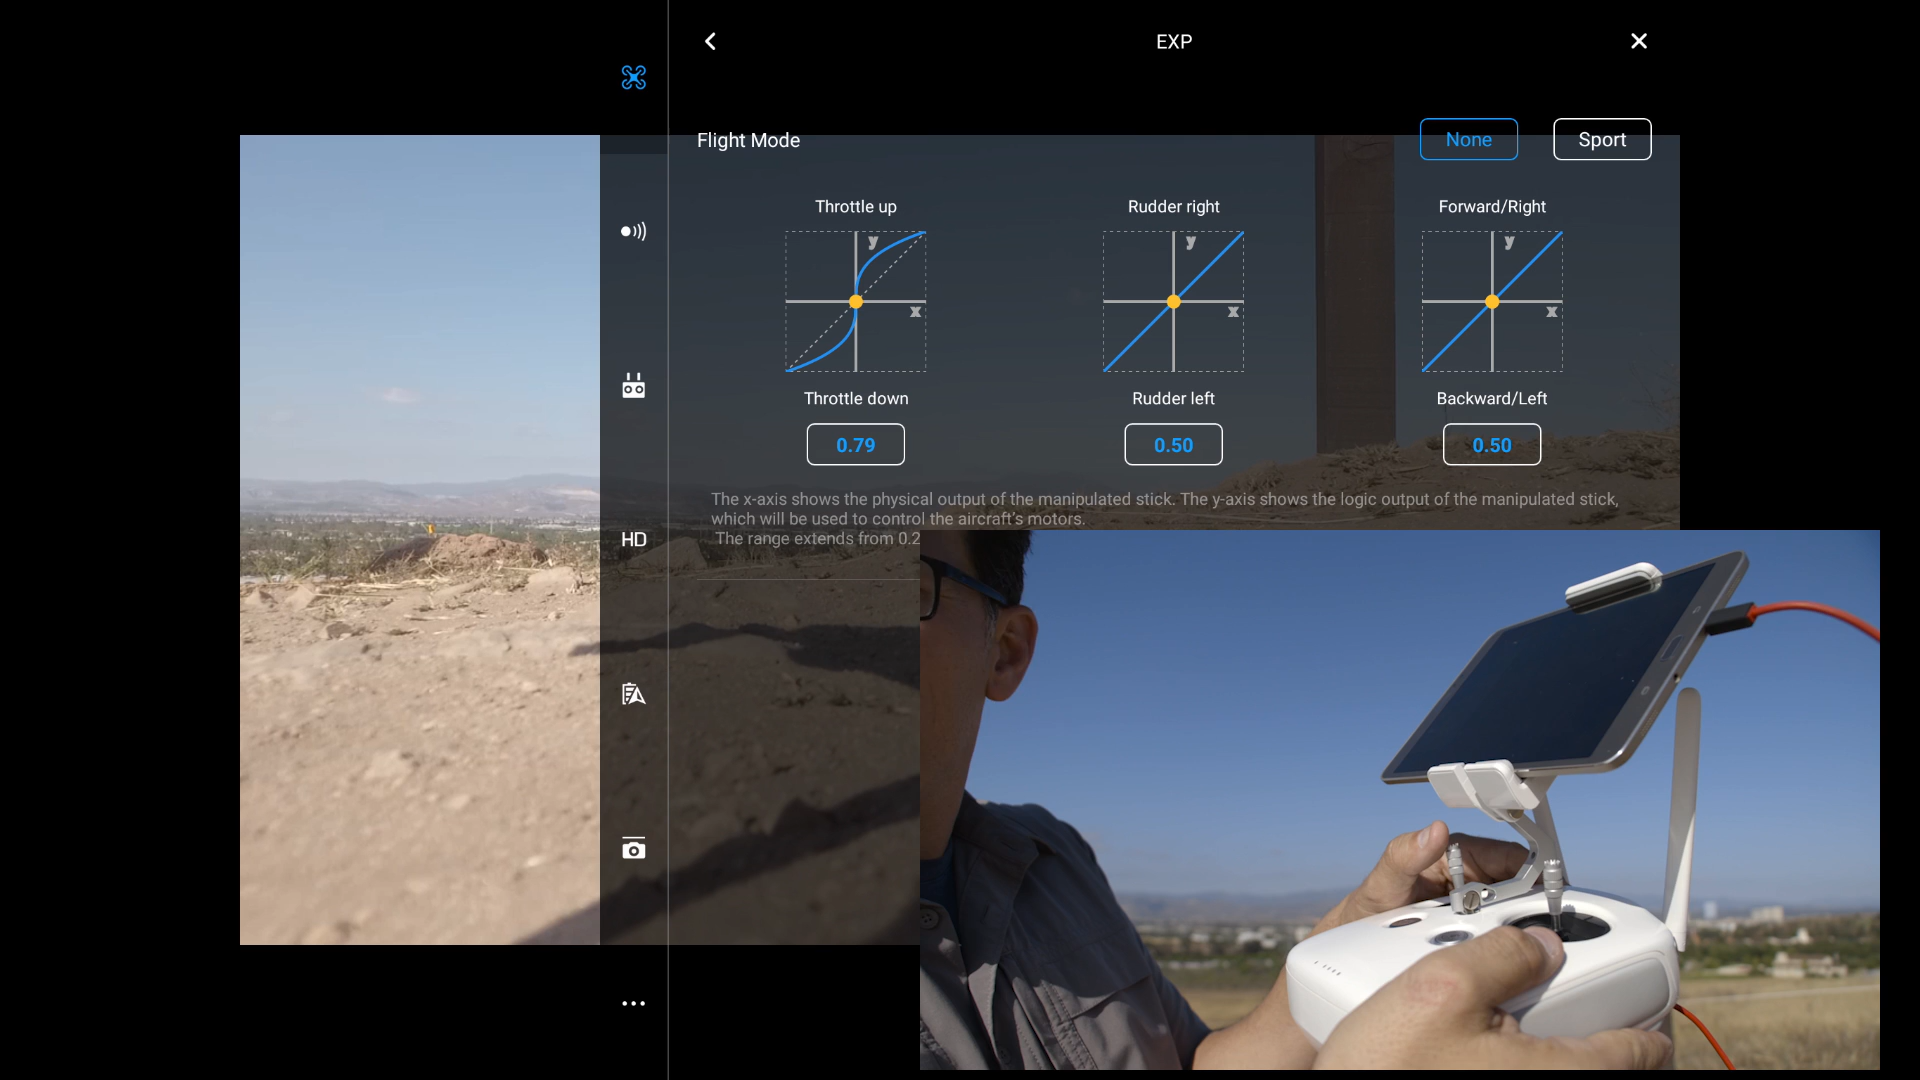 EXP
Flight Mode
None
Sport
Throttle up
Rudder right
Forward/Right
y
x
y
x
y
x
Throttle down
Rudder left
Backward/Left
0.79
0.50
0.50
The x-axis shows the physical output of the manipulated stick. The y-axis shows the logic output of the manipulated stick,
which will be used to control the aircraft's motors.
The range extends from 0.2
HD